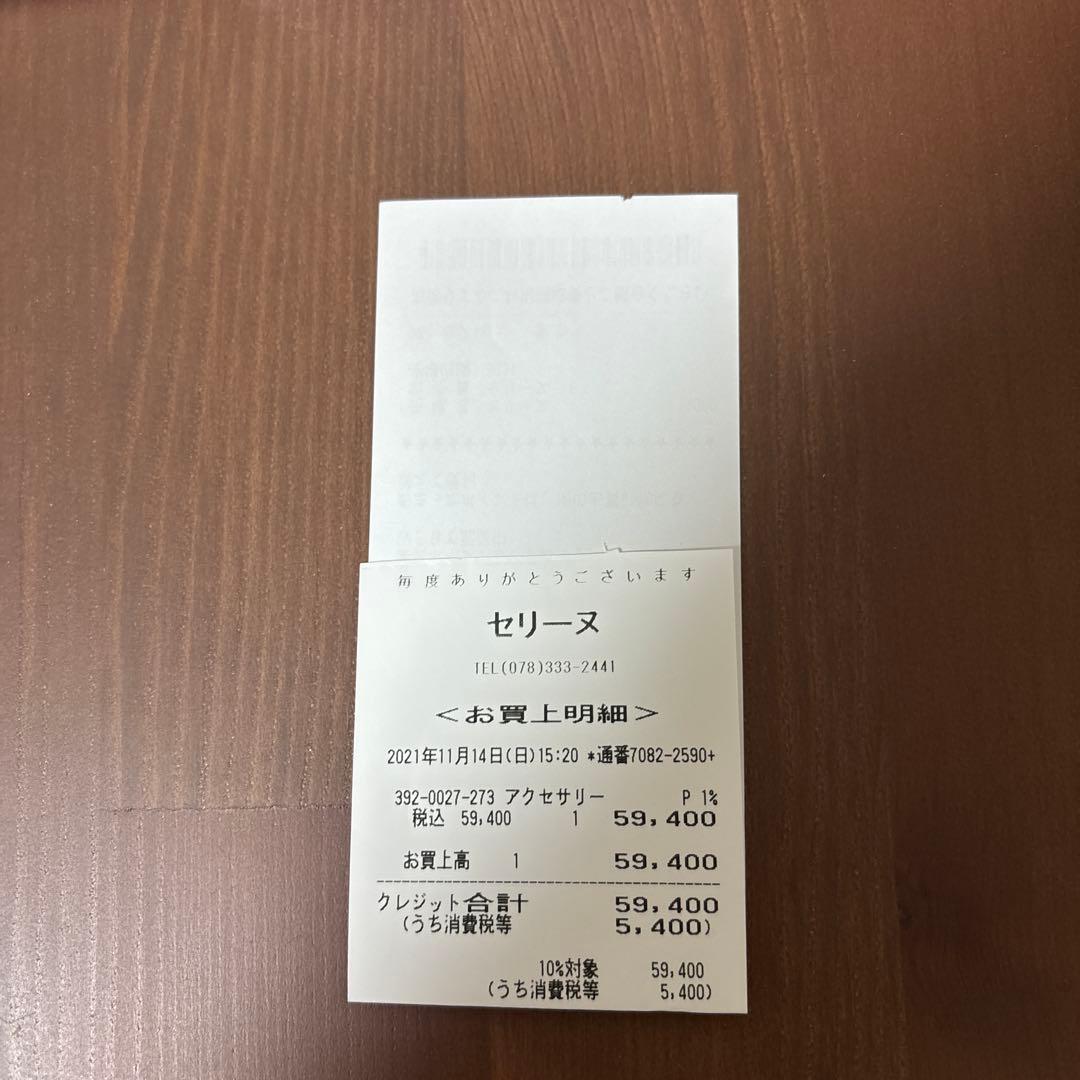 毎度ありがとうございます
セリーヌ
TEL(078)333-2441
<お買上明細>
2021年11月14日(日)15:20 *通番7082-2590+
392-0027-273 アクセサリー P 1%
税込 59,400 1 59,400
お買上高 1 59,400
クレジット合計 59,400
(うち消費税等 5,400)
10%対象 59,400
(うち消費税等 5,400)